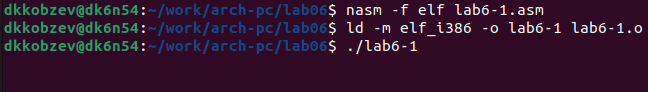 dkkobzev@dk6n54:~/work/arch-pc/lab06$ nasm -f elf lab6-1.asm
dkkobzev@dk6n54:~/work/arch-pc/lab06$ ld -m elf_i386 -o lab6-1 lab6-1.o
dkkobzev@dk6n54:~/work/arch-pc/lab06$ ./lab6-1